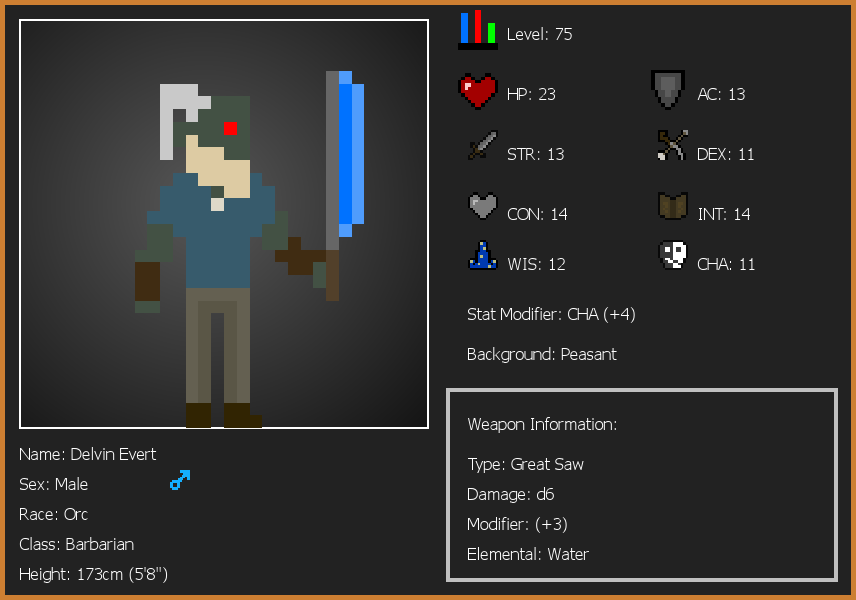 Level: 75
HP: 23
AC: 13
STR: 13
DEX: 11
CON: 14
INT: 14
WIS: 12
CHA: 11
Stat Modifier: CHA (+4)
Background: Peasant
Weapon Information:
Type: Great Saw
Damage: d6
Modifier: (+3)
Elemental: Water
Name: Delvin Evert
Sex: Male
Race: Orc
Class: Barbarian
Height: 173cm (5'8")